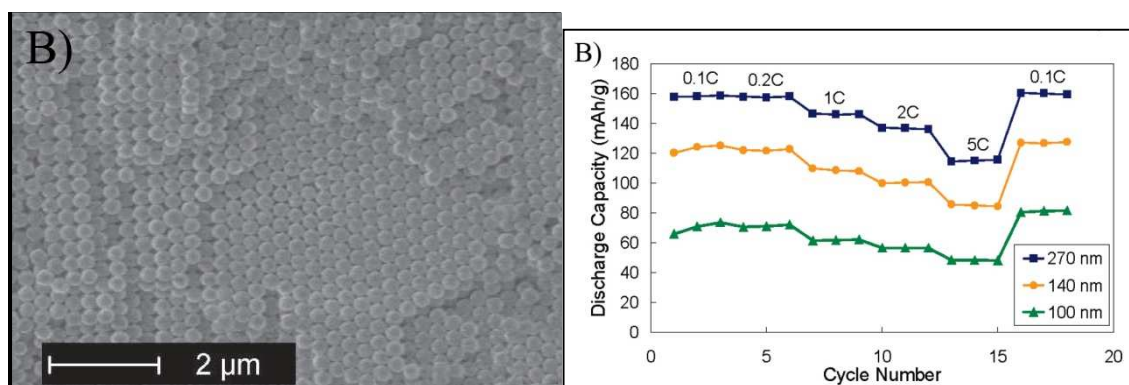 B)
2 µm
B)
Discharge Capacity (mAh/g)
180
160
140
120
100
80
60
40
20
0
0.1C
0.2C
1C
2C
5C
0.1C
270 nm
140 nm
100 nm
0
5
10
15
20
Cycle Number